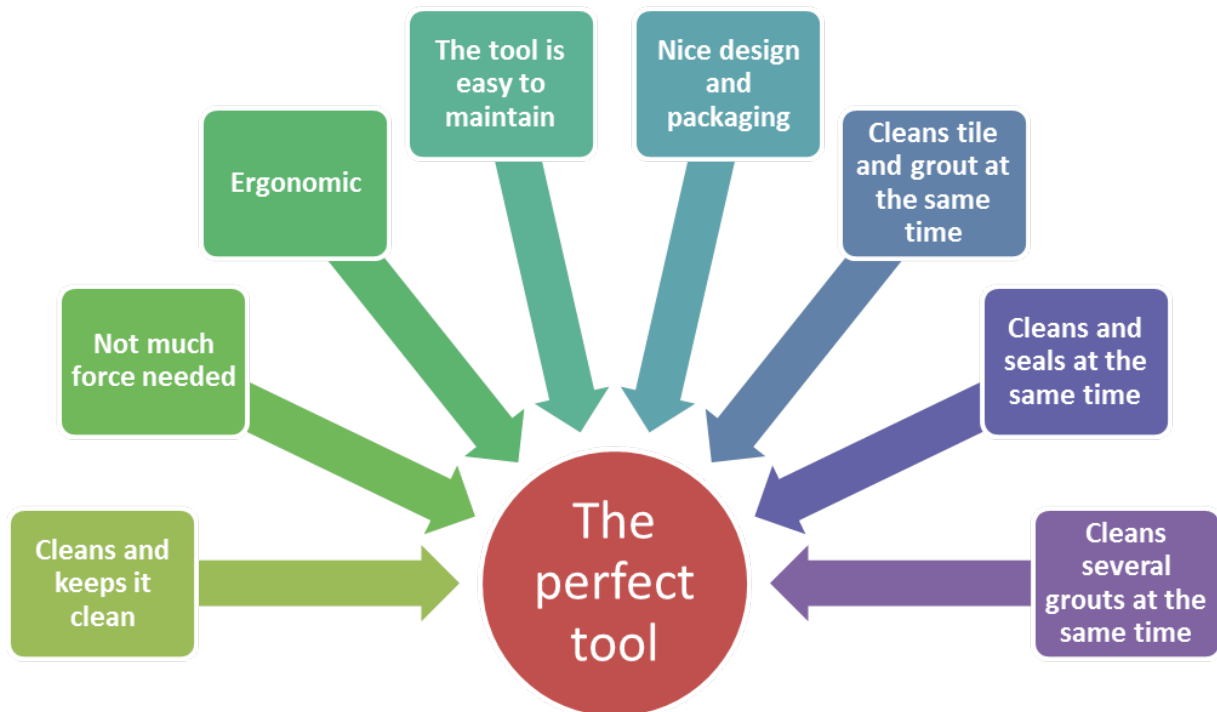 The tool is
easy to
maintain
Nice design
and
packaging
Ergonomic
Cleans tile
and grout at
the same
time
Not much
force needed
Cleans and
seals at the
same time
Cleans and
keeps it
clean
The
perfect
tool
Cleans
several
grouts at the
same time